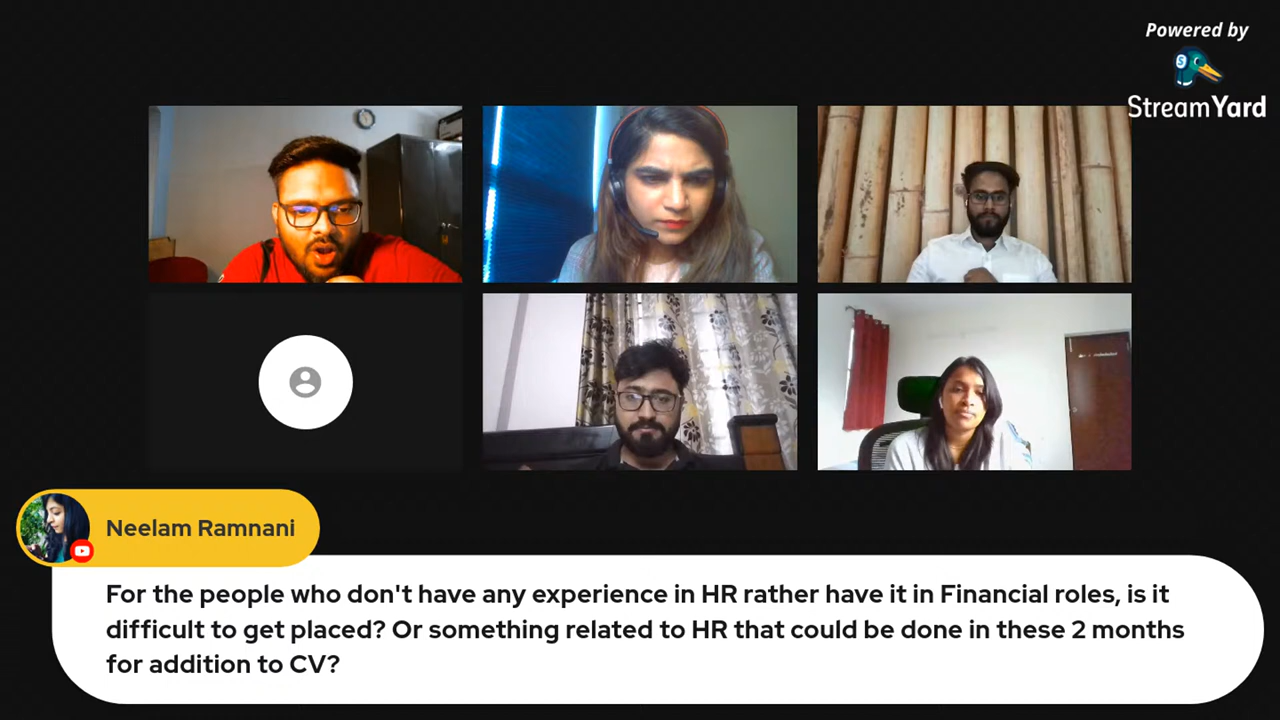 Powered by
StreamYard
Neelam Ramnani
For the people who don't have any experience in HR rather have it in Financial roles, is it
difficult to get placed? Or something related to HR that could be done in these 2 months
for addition to CV?